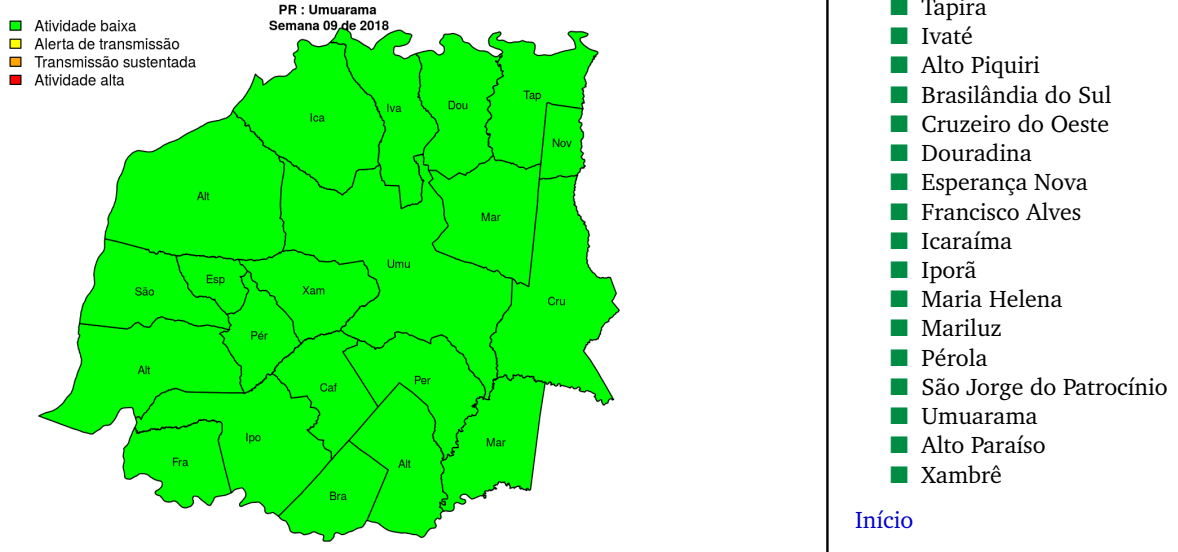 PR : Umuarama
Semana 09 de 2018
Atividade baixa
Alerta de transmissão
Transmissão sustentada
Atividade alta
Ica
Iva
Dou
Tap
Nov
Alt
Mar
Umu
Esp
São
Xam
Cru
Pér
Alt
Caf
Per
Ipo
Mar
Fra
Alt
Bra
Tapira
Ivaté
Alto Piquiri
Brasilândia do Sul
Cruzeiro do Oeste
Douradina
Esperança Nova
Francisco Alves
Icaraíma
Iporã
Maria Helena
Mariluz
Pérola
São Jorge do Patrocínio
Umuarama
Alto Paraíso
Xambrê
Início